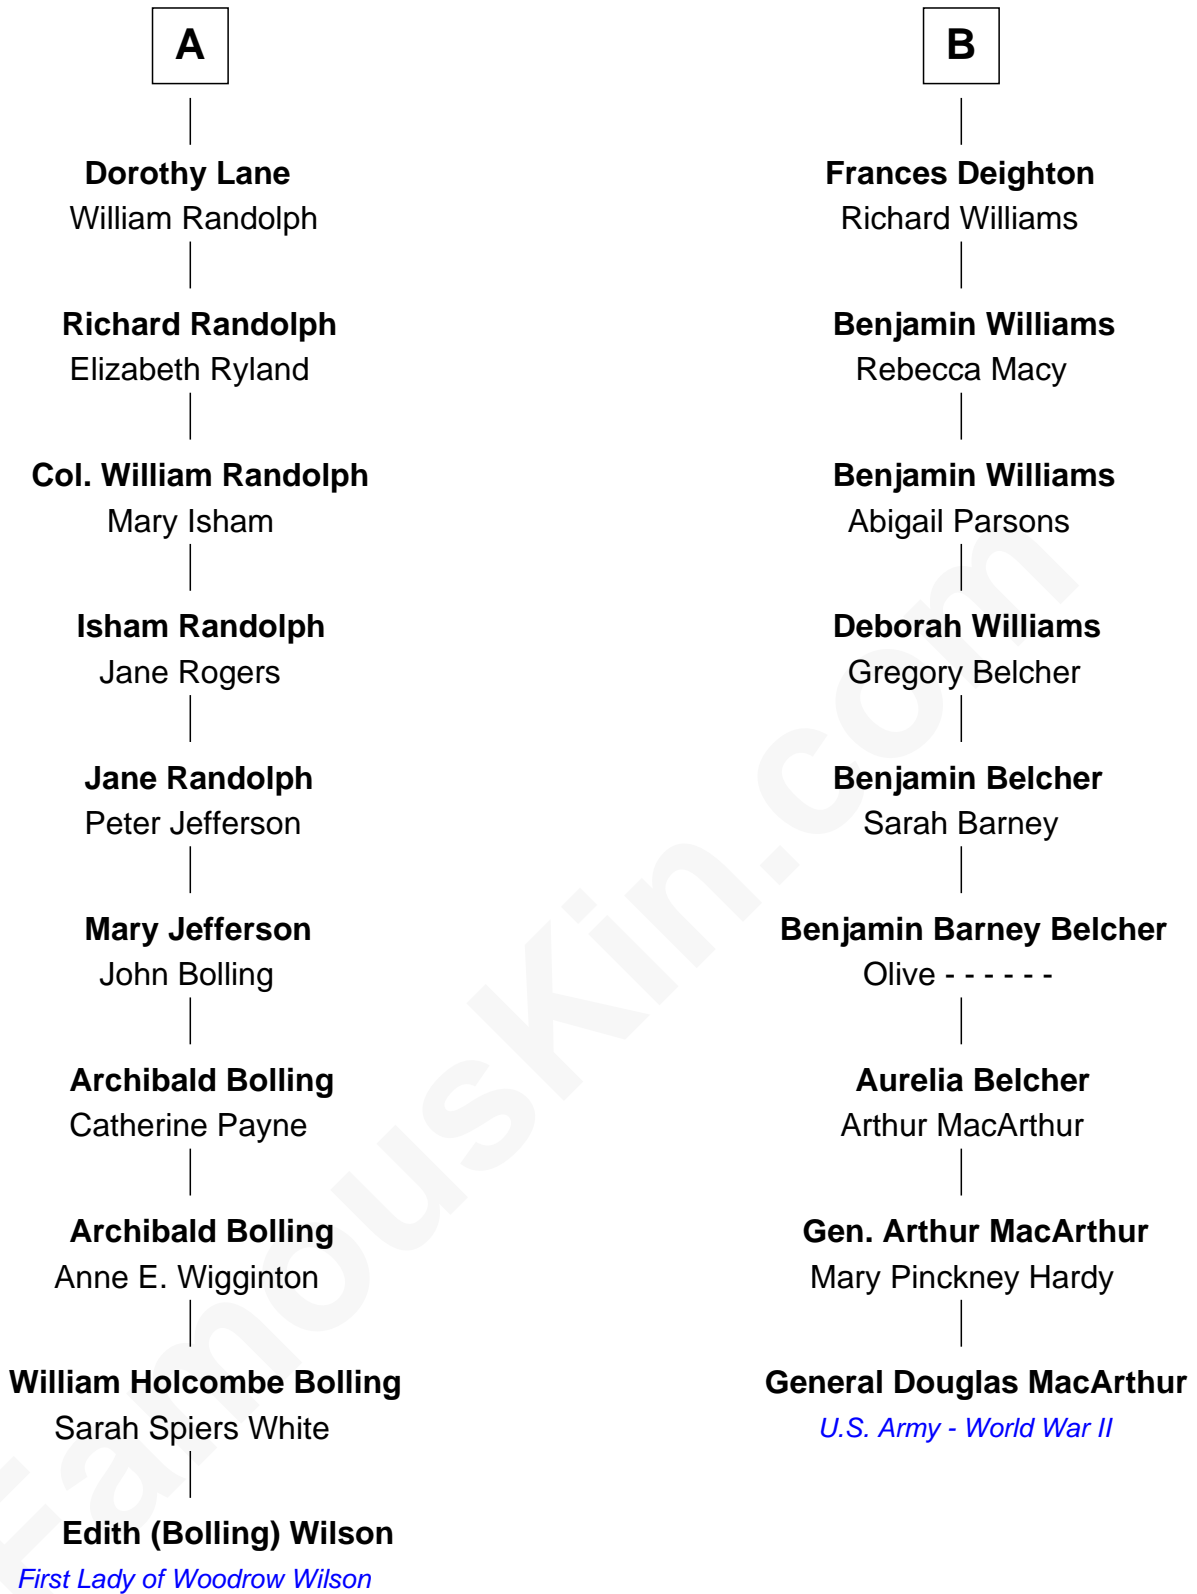 A
Dorothy Lane
William Randolph
Richard Randolph
Elizabeth Ryland
Col. William Randolph
Mary Isham
Isham Randolph
Jane Rogers
Jane Randolph
Peter Jefferson
Mary Jefferson
John Bolling
Archibald Bolling
Catherine Payne
Archibald Bolling
Anne E. Wigginton
William Holcombe Bolling
Sarah Spiers White
Edith (Bolling) Wilson
First Lady of Woodrow Wilson
B
Frances Deighton
Richard Williams
Benjamin Williams
Rebecca Macy
Benjamin Williams
Abigail Parsons
Deborah Williams
Gregory Belcher
Benjamin Belcher
Sarah Barney
Benjamin Barney Belcher
Olive - - - - - -
Aurelia Belcher
Arthur MacArthur
Gen. Arthur MacArthur
Mary Pinckney Hardy
General Douglas MacArthur
U.S. Army - World War II
FamousKin.com